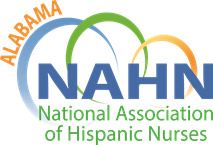 ALABAMA
NAHN
National Association
of Hispanic Nurses